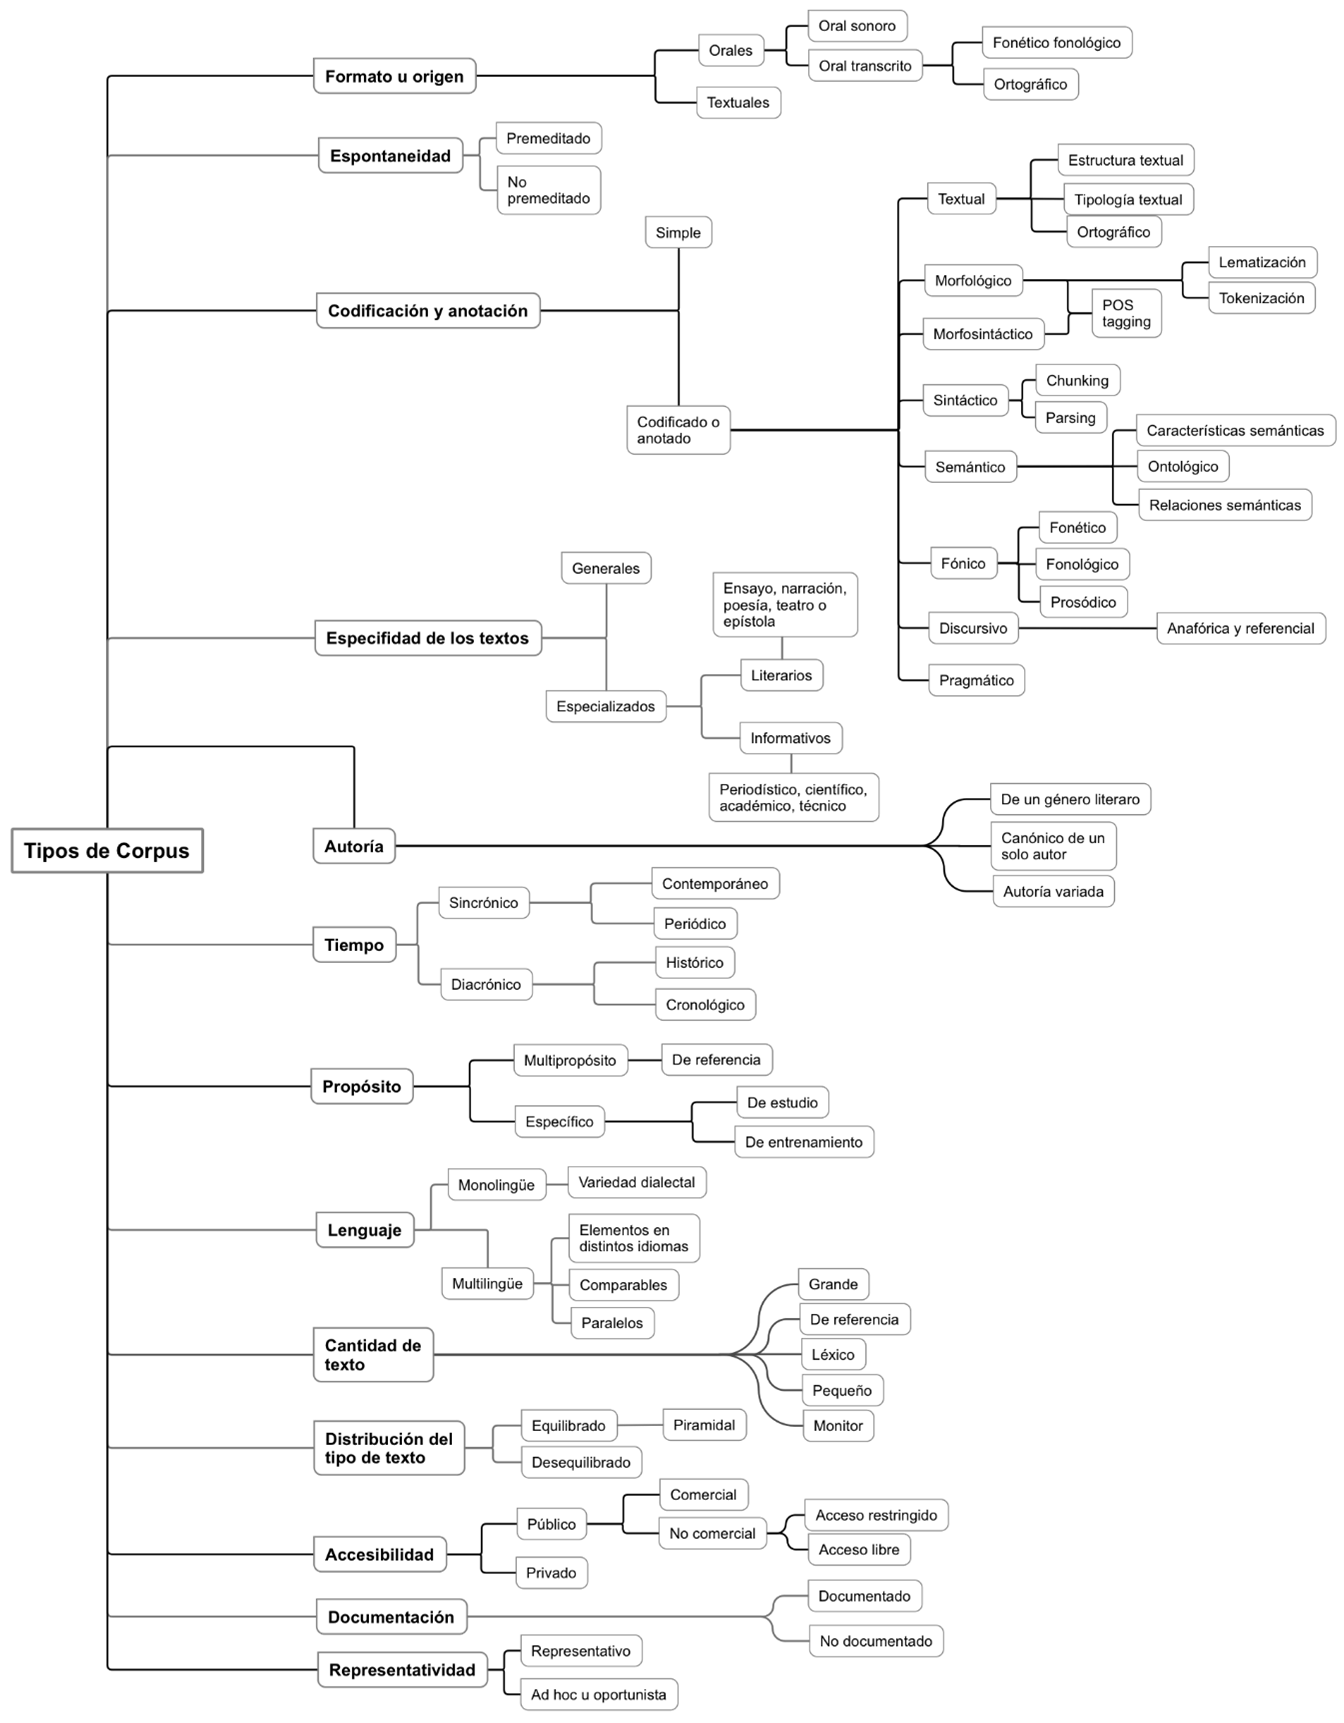 Tipos de Corpus
Formato u origen
Orales
Oral sonoro
Oral transcrito
Fonético fonológico
Ortográfico
Textuales
Espontaneidad
Premeditado
No
premeditado
Codificación y anotación
Simple
Codificado o
anotado
Textual
Estructura textual
Tipología textual
Ortográfico
Morfológico
Lematización
Tokenización
POS
tagging
Morfosintáctico
Sintáctico
Chunking
Parsing
Semántico
Características semánticas
Ontológico
Relaciones semánticas
Fónico
Fonético
Fonológico
Prosódico
Discursivo
Anafórica y referencial
Pragmático
Especifidad de los textos
Generales
Especializados
Ensayo, narración,
poesía, teatro o
epístola
Literarios
Informativos
Periodístico, científico,
académico, técnico
Autoría
De un género literaro
Canónico de un
solo autor
Autoría variada
Tiempo
Sincrónico
Contemporáneo
Periódico
Diacrónico
Histórico
Cronológico
Propósito
Multipropósito
De referencia
Específico
De estudio
De entrenamiento
Lenguaje
Monolingüe
Variedad dialectal
Multilingüe
Elementos en
distintos idiomas
Comparables
Paralelos
Cantidad de
texto
Grande
De referencia
Léxico
Pequeño
Monitor
Distribución del
tipo de texto
Equilibrado
Piramidal
Desequilibrado
Accesibilidad
Público
Comercial
No comercial
Acceso restringido
Acceso libre
Privado
Documentación
Documentado
No documentado
Representatividad
Representativo
Ad hoc u oportunista